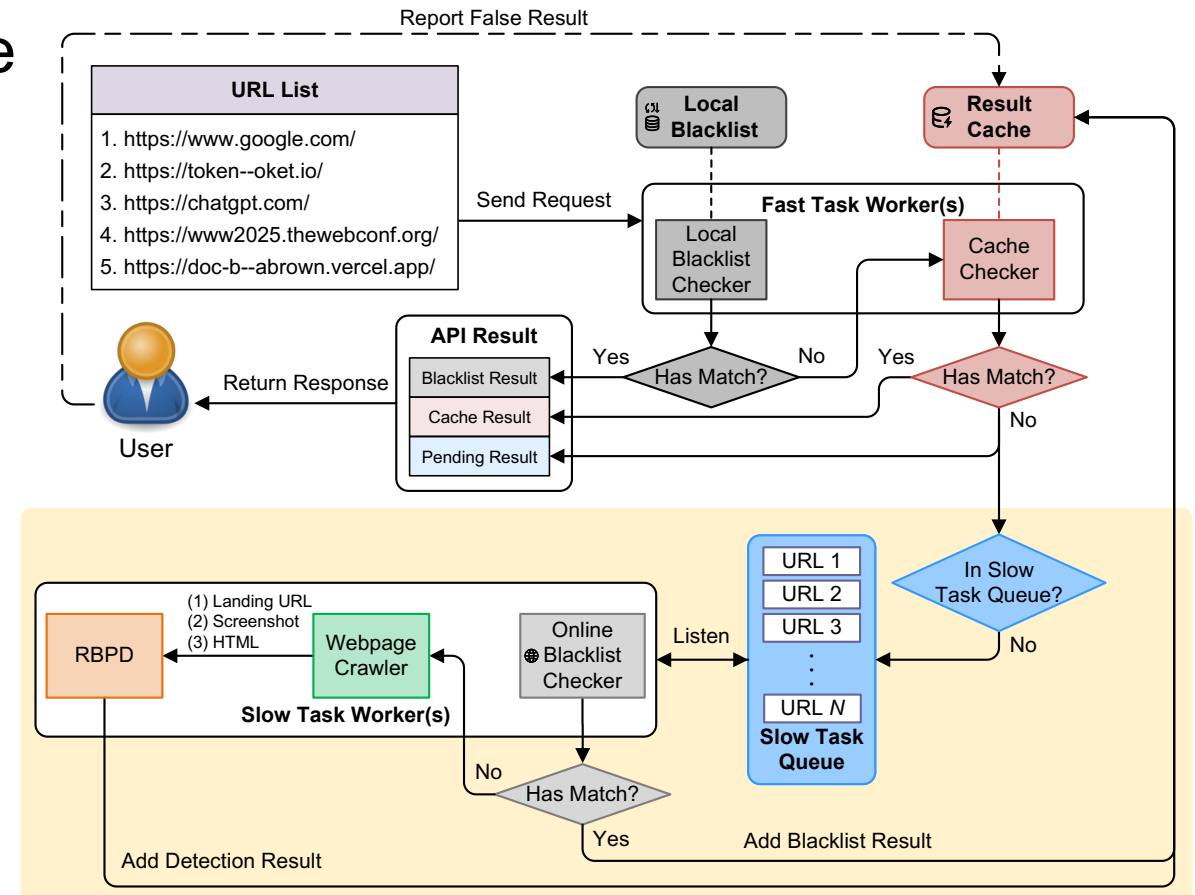 Report False Result
e
URL List
1. https://www.google.com/
2. https://token--oket.io/
3. https://chatgpt.com/
4. https://www2025.thewebconf.org/
5. https://doc-b--abrown.vercel.app/
Local
Blacklist
Result
Cache
Send Request
Fast Task Worker(s)
Local
Blacklist
Checker
Cache
Checker
API Result
Blacklist Result
Cache Result
Pending Result
Yes
Has Match?
No
Yes
Has Match?
No
Return Response
User
In Slow
Task Queue?
No
URL 1
URL 2
URL 3
URL N
Slow Task
Queue
Listen
Online
Blacklist
Checker
Webpage
Crawler
(1) Landing URL
(2) Screenshot
(3) HTML
RBPD
Slow Task Worker(s)
No
Has Match?
Yes
Add Blacklist Result
Add Detection Result